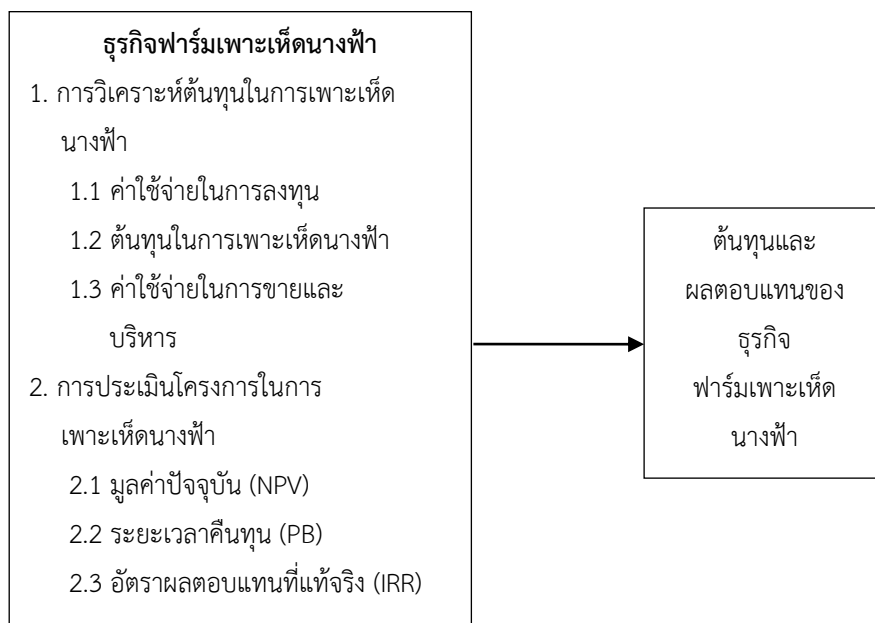 ธุรกิจฟาร์มเพาะเห็ดนางฟ้า
1. การวิเคราะห์ต้นทุนในการเพาะเห็ด
นางฟ้า
1.1 ค่าใช้จ่ายในการลงทุน
1.2 ต้นทุนในการเพาะเห็ดนางฟ้า
1.3 ค่าใช้จ่ายในการขายและ
บริหาร
2. การประเมินโครงการในการ
เพาะเห็ดนางฟ้า
2.1 มูลค่าปัจจุบัน (NPV)
2.2 ระยะเวลาคืนทุน (PB)
2.3 อัตราผลตอบแทนที่แท้จริง (IRR)
ต้นทุนและ
ผลตอบแทนของ
ธุรกิจ
ฟาร์มเพาะเห็ด
นางฟ้า